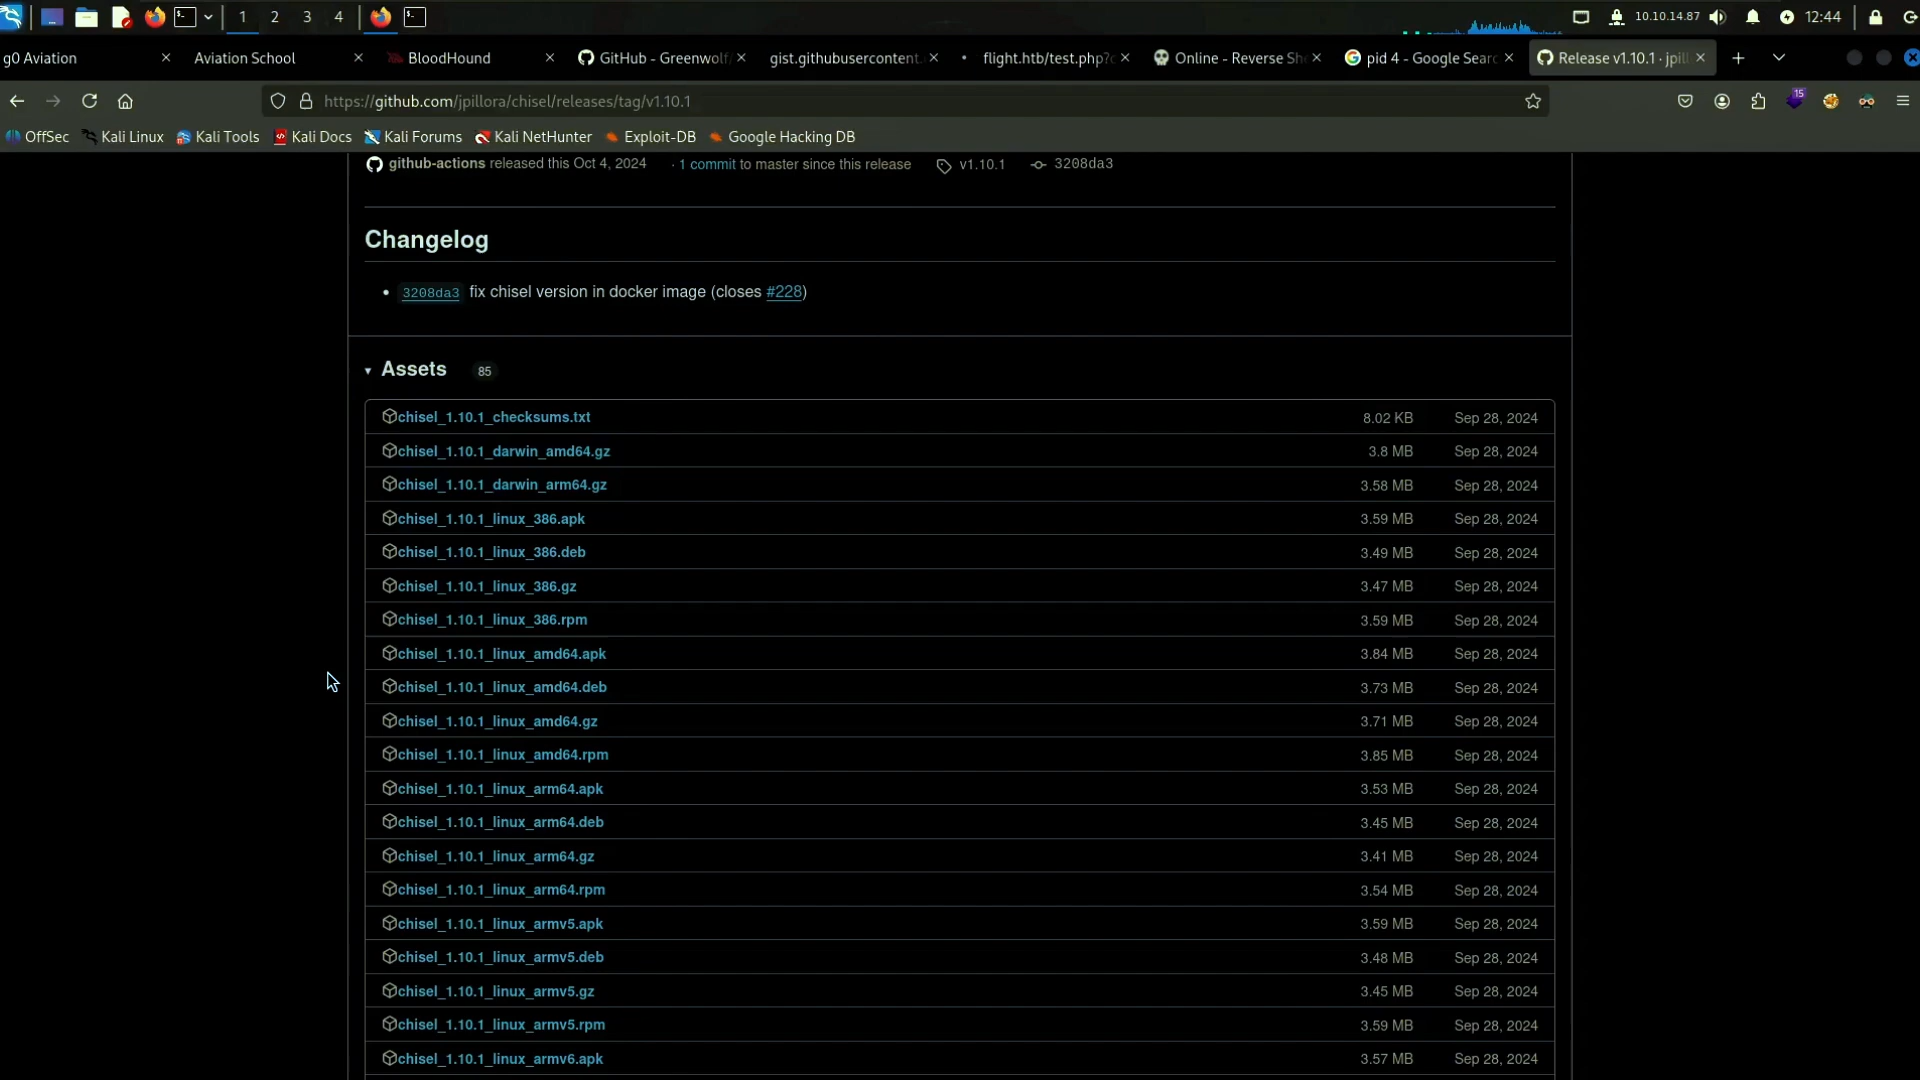 1 2 3 4 10.10.14.87 12:44
g0 Aviation Aviation School BloodHound GitHub - Greenwolf/ gist.githubusercontent. flight.htb/test.php?c Online - Reverse She pid 4 - Google Searc Release v1.10.1 · jpill
https://github.com/jpillora/chisel/releases/tag/v1.10.1 15
OffSec Kali Linux Kali Tools Kali Docs Kali Forums Kali NetHunter Exploit-DB Google Hacking DB
github-actions released this Oct 4, 2024 · 1 commit to master since this release v1.10.1 3208da3
Changelog
• 3208da3 fix chisel version in docker image (closes #228)
Assets 85
chisel_1.10.1_checksums.txt 8.02 KB Sep 28, 2024
chisel_1.10.1_darwin_amd64.gz 3.8 MB Sep 28, 2024
chisel_1.10.1_darwin_arm64.gz 3.58 MB Sep 28, 2024
chisel_1.10.1_linux_386.apk 3.59 MB Sep 28, 2024
chisel_1.10.1_linux_386.deb 3.49 MB Sep 28, 2024
chisel_1.10.1_linux_386.gz 3.47 MB Sep 28, 2024
chisel_1.10.1_linux_386.rpm 3.59 MB Sep 28, 2024
chisel_1.10.1_linux_amd64.apk 3.84 MB Sep 28, 2024
chisel_1.10.1_linux_amd64.deb 3.73 MB Sep 28, 2024
chisel_1.10.1_linux_amd64.gz 3.71 MB Sep 28, 2024
chisel_1.10.1_linux_amd64.rpm 3.85 MB Sep 28, 2024
chisel_1.10.1_linux_arm64.apk 3.53 MB Sep 28, 2024
chisel_1.10.1_linux_arm64.deb 3.45 MB Sep 28, 2024
chisel_1.10.1_linux_arm64.gz 3.41 MB Sep 28, 2024
chisel_1.10.1_linux_arm64.rpm 3.54 MB Sep 28, 2024
chisel_1.10.1_linux_armv5.apk 3.59 MB Sep 28, 2024
chisel_1.10.1_linux_armv5.deb 3.48 MB Sep 28, 2024
chisel_1.10.1_linux_armv5.gz 3.45 MB Sep 28, 2024
chisel_1.10.1_linux_armv5.rpm 3.59 MB Sep 28, 2024
chisel_1.10.1_linux_armv6.apk 3.57 MB Sep 28, 2024